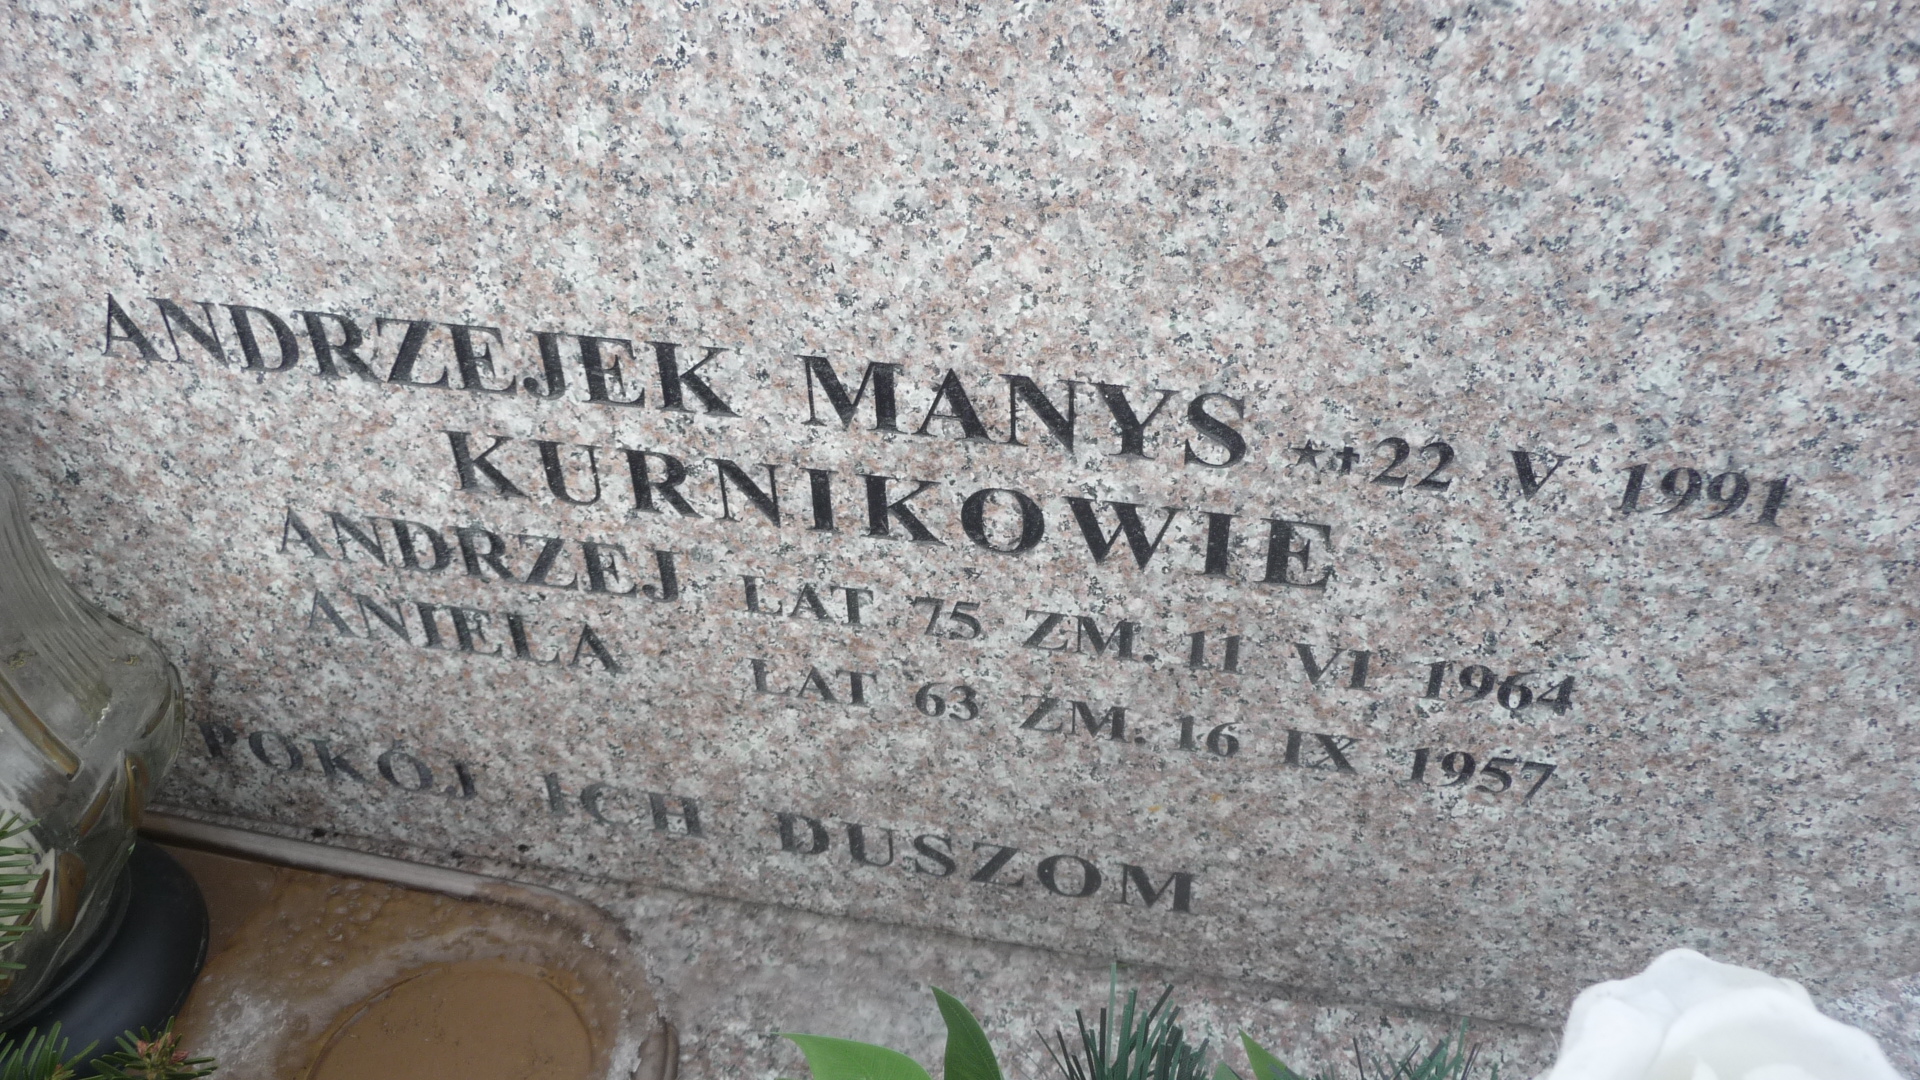 ANDRZEJEK MANYS ⋆✝22 V 1991
KURNIKOWIE
ANDRZEJ LAT 75 ZM. 11 VI 1964
ANIELA LAT 63 ZM. 16 IX 1957
POKÓJ ICH DUSZOM